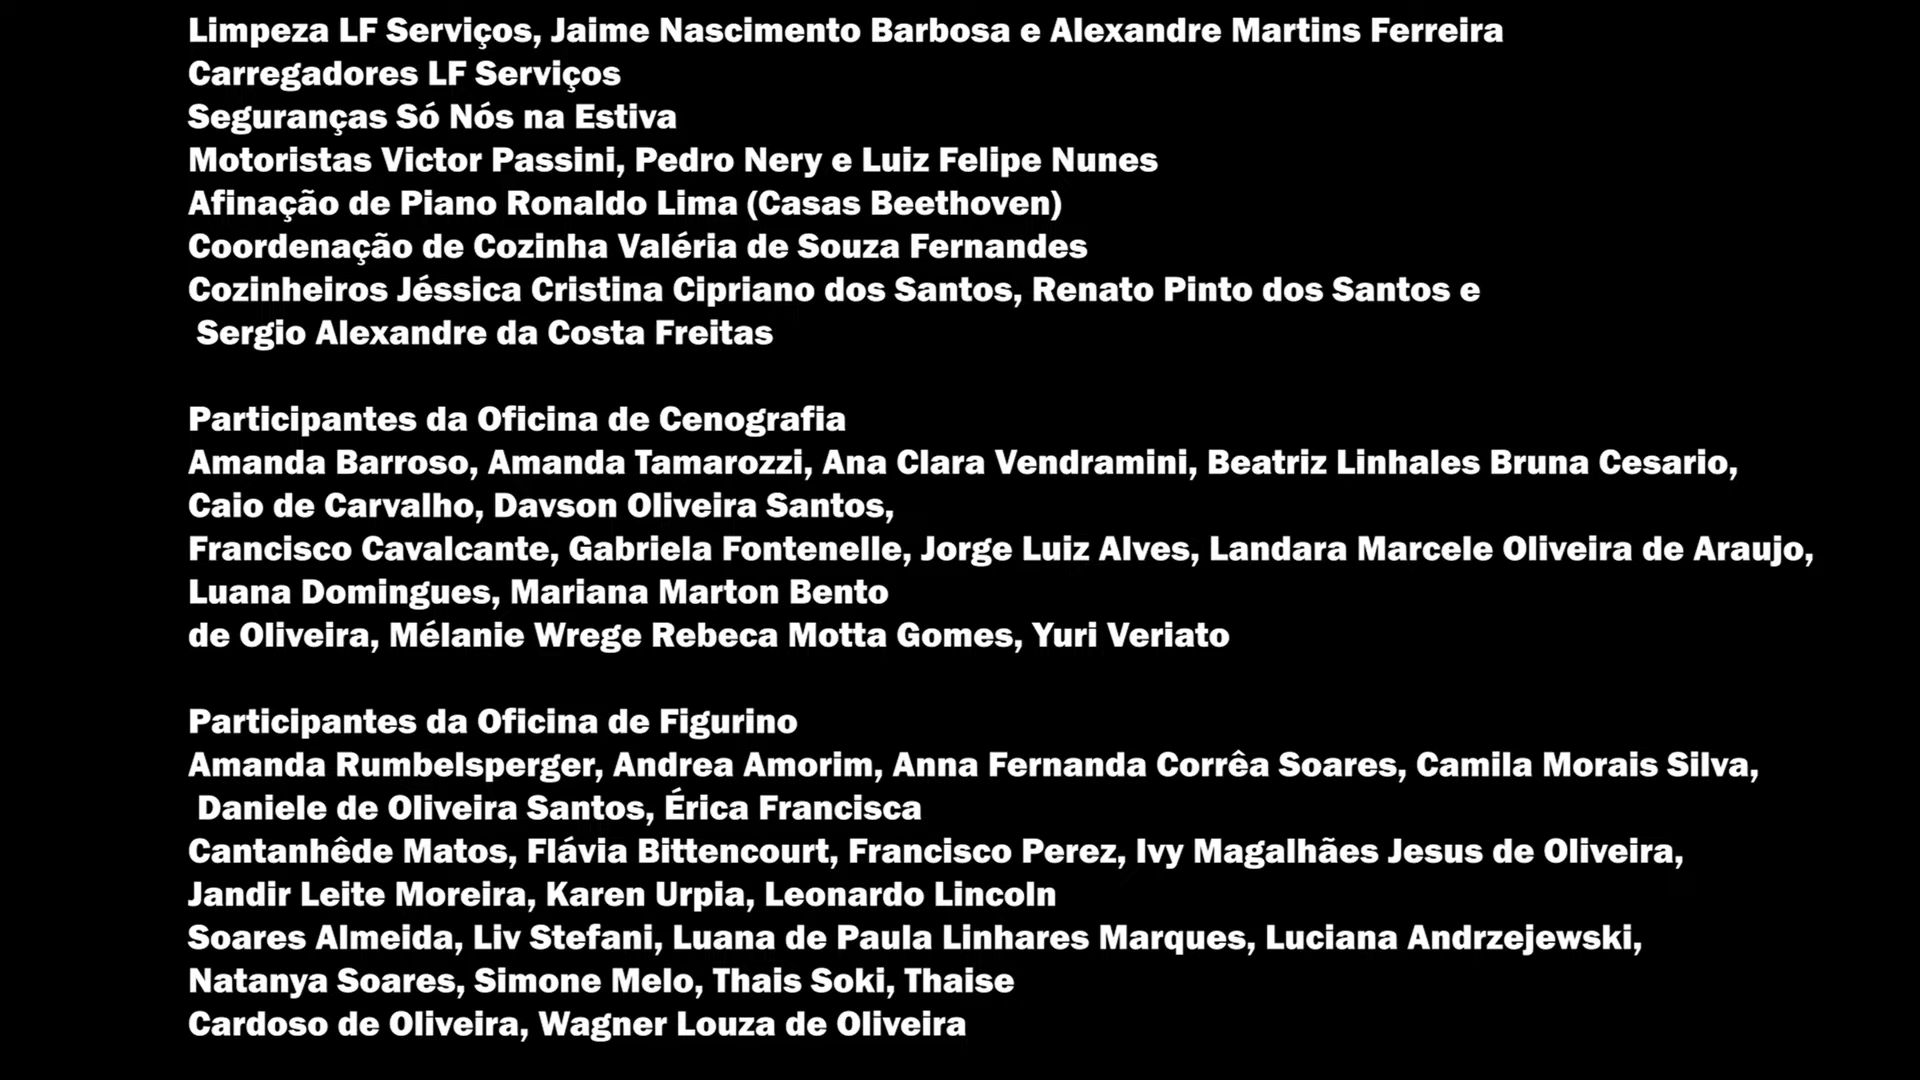 Limpeza LF Serviços, Jaime Nascimento Barbosa e Alexandre Martins Ferreira
Carregadores LF Serviços
Seguranças Só Nós na Estiva
Motoristas Victor Passini, Pedro Nery e Luiz Felipe Nunes
Afinação de Piano Ronaldo Lima (Casas Beethoven)
Coordenação de Cozinha Valéria de Souza Fernandes
Cozinheiros Jéssica Cristina Cipriano dos Santos, Renato Pinto dos Santos e
Sergio Alexandre da Costa Freitas
Participantes da Oficina de Cenografia
Amanda Barroso, Amanda Tamarozzi, Ana Clara Vendramini, Beatriz Linhales Bruna Cesario,
Caio de Carvalho, Davson Oliveira Santos,
Francisco Cavalcante, Gabriela Fontenelle, Jorge Luiz Alves, Landara Marcele Oliveira de Araujo,
Luana Domingues, Mariana Marton Bento
de Oliveira, Mélanie Wrege Rebeca Motta Gomes, Yuri Veriato
Participantes da Oficina de Figurino
Amanda Rumbelsperger, Andrea Amorim, Anna Fernanda Corrêa Soares, Camila Morais Silva,
Daniele de Oliveira Santos, Érica Francisca
Cantanhêde Matos, Flávia Bittencourt, Francisco Perez, Ivy Magalhães Jesus de Oliveira,
Jandir Leite Moreira, Karen Urpia, Leonardo Lincoln
Soares Almeida, Liv Stefani, Luana de Paula Linhares Marques, Luciana Andrzejewski,
Natanya Soares, Simone Melo, Thais Soki, Thaise
Cardoso de Oliveira, Wagner Louza de Oliveira